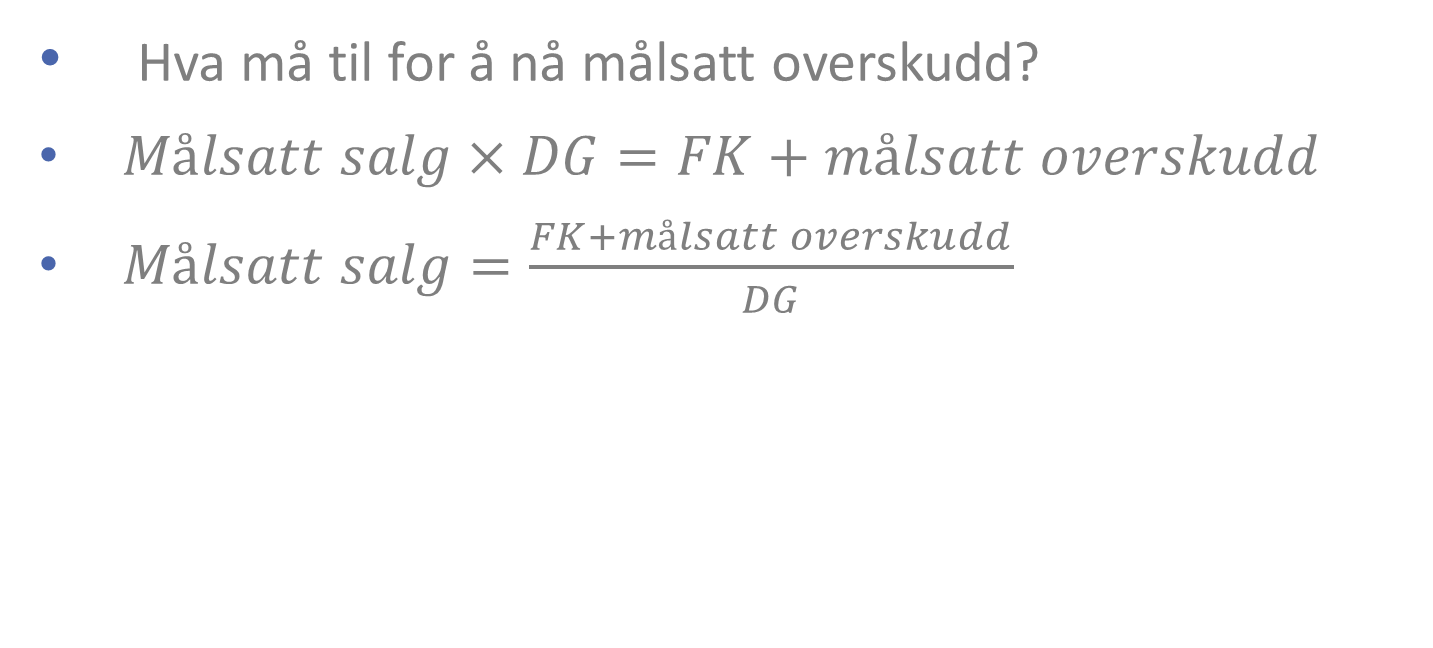 • Hva må til for å nå målsatt overskudd?
• Målsatt salg × DG = FK + målsatt overskudd
• Målsatt salg = \frac{FK+målsatt overskudd}{DG}